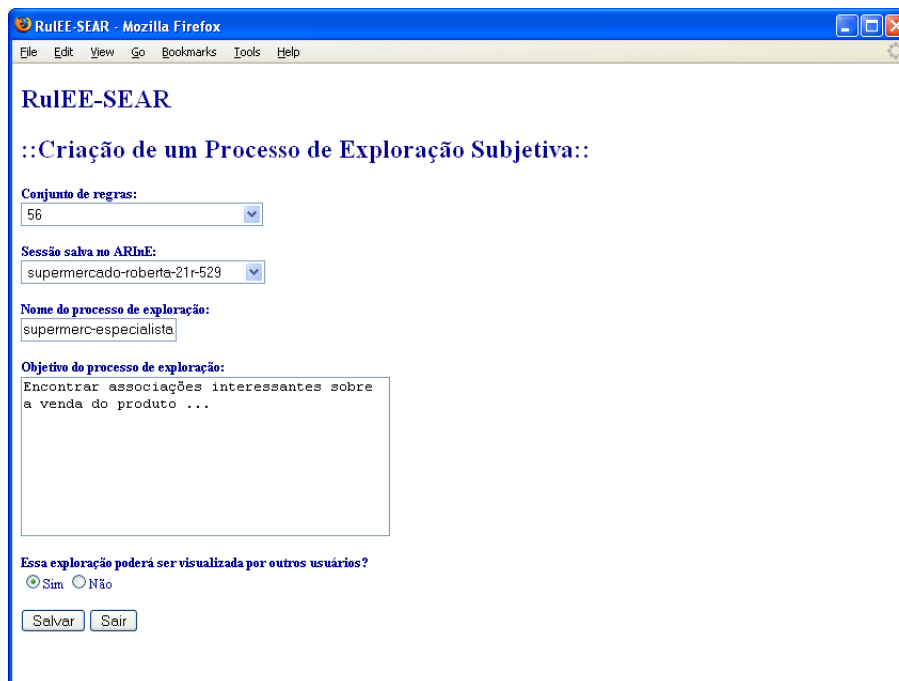 RulEE-SEAR - Mozilla Firefox
File Edit View Go Bookmarks Tools Help
RulEE-SEAR
::Criação de um Processo de Exploração Subjetiva::
Conjunto de regras:
56
Sessão salva no ARInE:
supermercado-roberta-21r-529
Nome do processo de exploração:
supermerc-especialista
Objetivo do processo de exploração:
Encontrar associações interessantes sobre
a venda do produto ...
Essa exploração poderá ser visualizada por outros usuários?
Sim Não
Salvar Sair